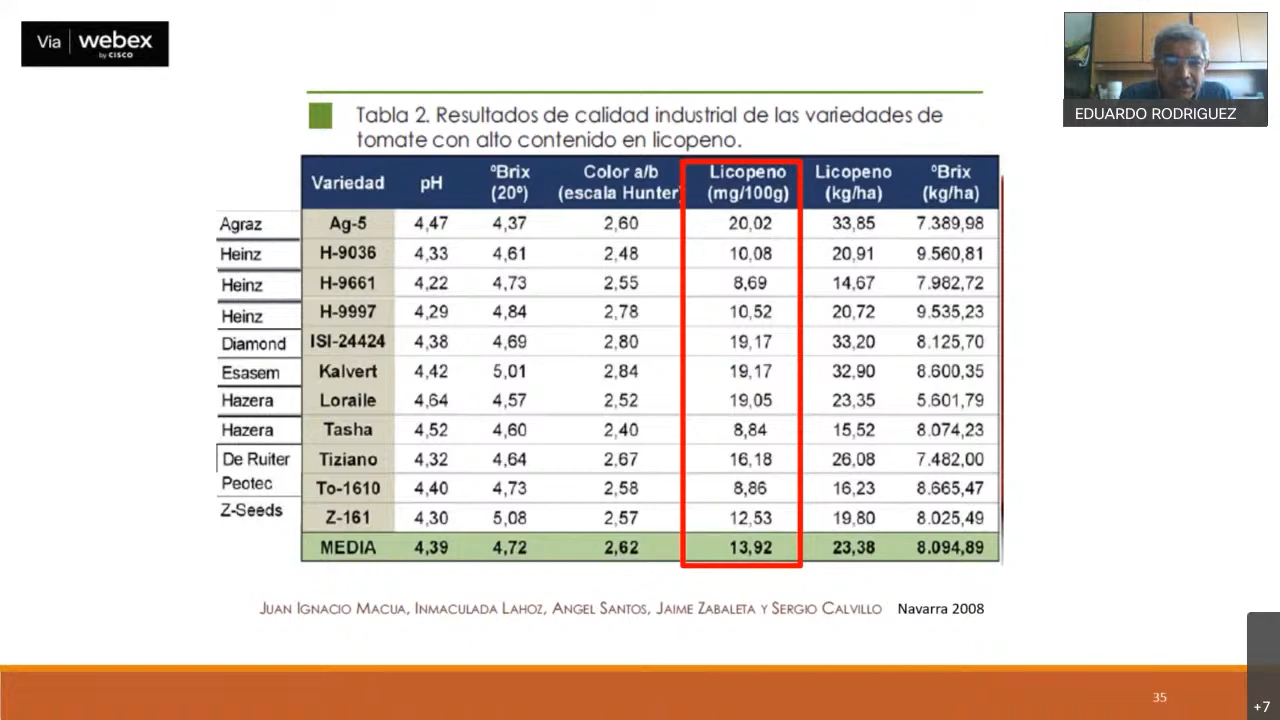 Via webex
by CISCO
EDUARDO RODRIGUEZ
Tabla 2. Resultados de calidad industrial de las variedades de
tomate con alto contenido en licopeno.
Variedad pH ºBrix (20º) Color a/b (escala Hunter) Licopeno (mg/100g) Licopeno (kg/ha) ºBrix (kg/ha)
Agraz Ag-5 4,47 4,37 2,60 20,02 33,85 7.389,98
Heinz H-9036 4,33 4,61 2,48 10,08 20,91 9.560,81
Heinz H-9661 4,22 4,73 2,55 8,69 14,67 7.982,72
Heinz H-9997 4,29 4,84 2,78 10,52 20,72 9.535,23
Diamond ISI-24424 4,38 4,69 2,80 19,17 33,20 8.125,70
Esasem Kalvert 4,42 5,01 2,84 19,17 32,90 8.600,35
Hazera Loraile 4,64 4,57 2,52 19,05 23,35 5.601,79
Hazera Tasha 4,52 4,60 2,40 8,84 15,52 8.074,23
De Ruiter Tiziano 4,32 4,64 2,67 16,18 26,08 7.482,00
Peotec To-1610 4,40 4,73 2,58 8,86 16,23 8.665,47
Z-Seeds Z-161 4,30 5,08 2,57 12,53 19,80 8.025,49
MEDIA 4,39 4,72 2,62 13,92 23,38 8.094,89
JUAN IGNACIO MACUA, INMACULADA LAHOZ, ANGEL SANTOS, JAIME ZABALETA Y SERGIO CALVILLO Navarra 2008
35
+7